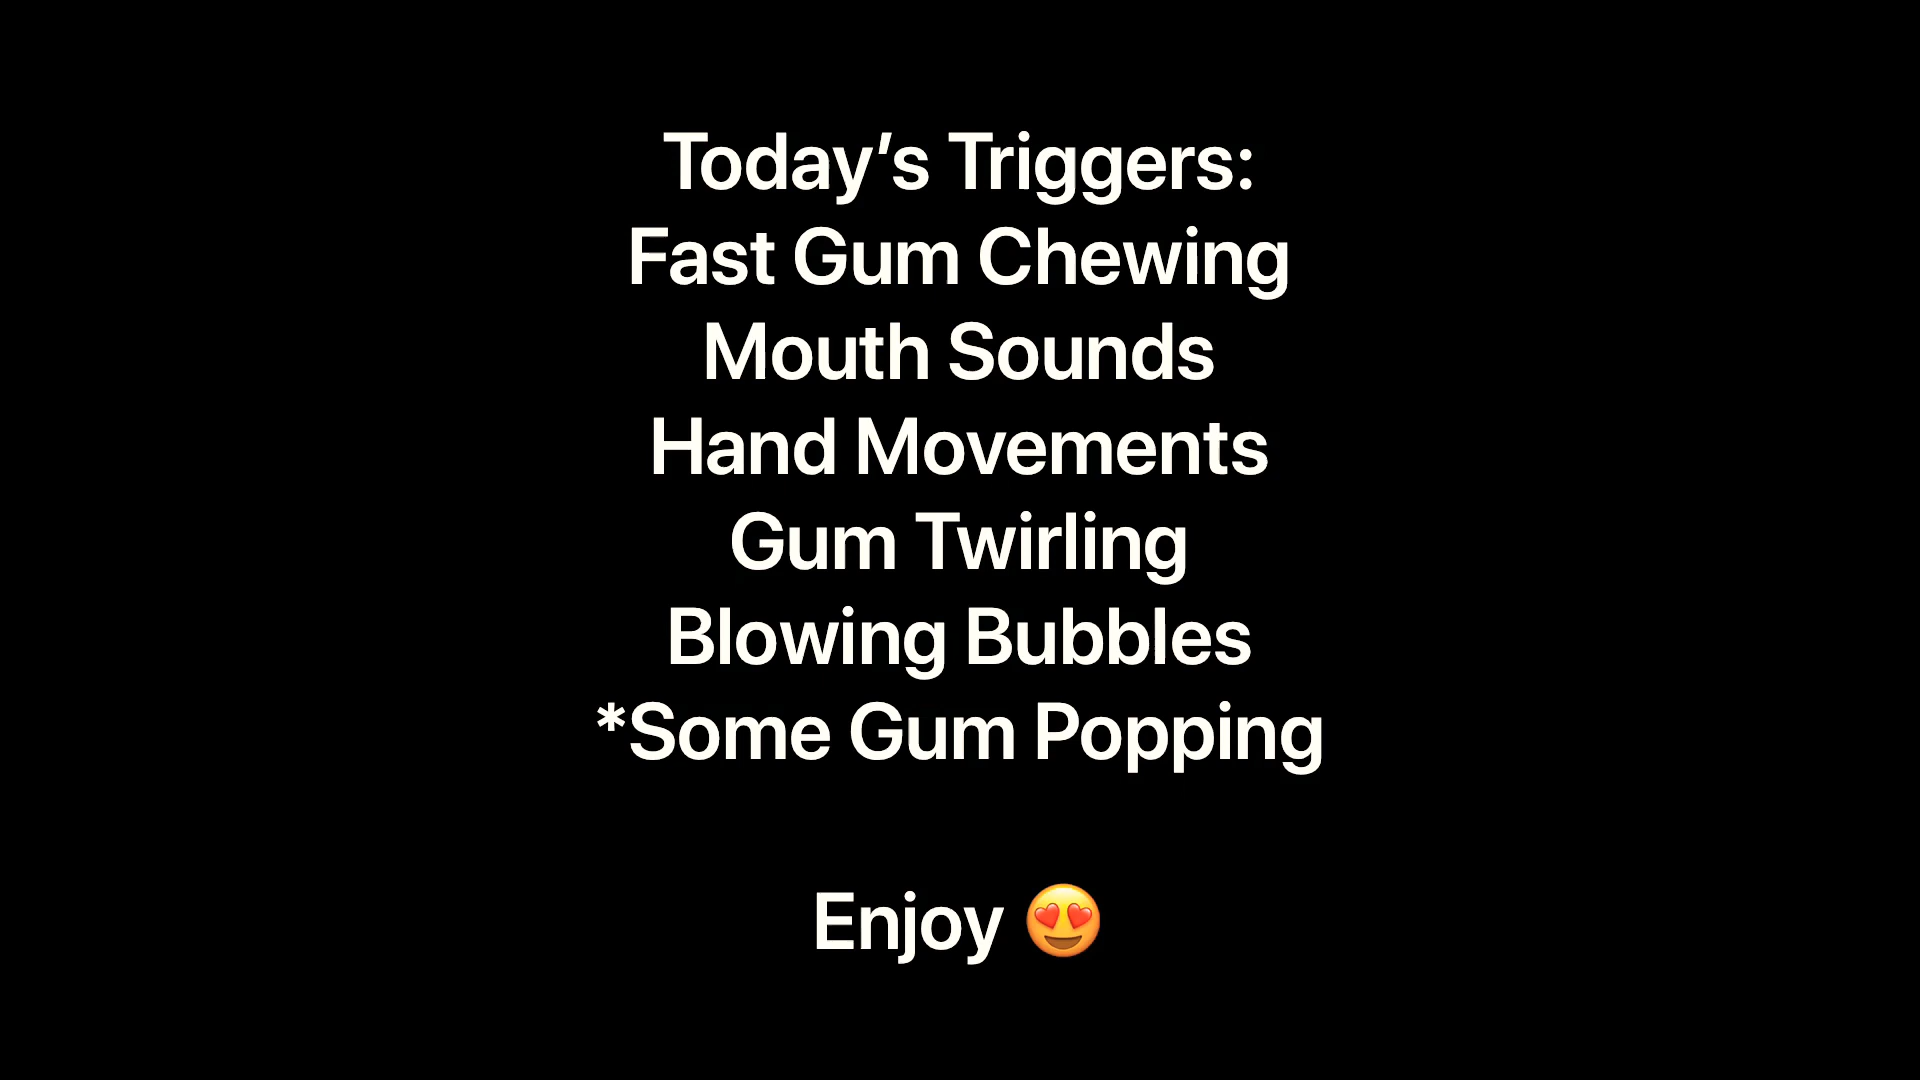 Today’s Triggers:
Fast Gum Chewing
Mouth Sounds
Hand Movements
Gum Twirling
Blowing Bubbles
*Some Gum Popping
Enjoy 😍